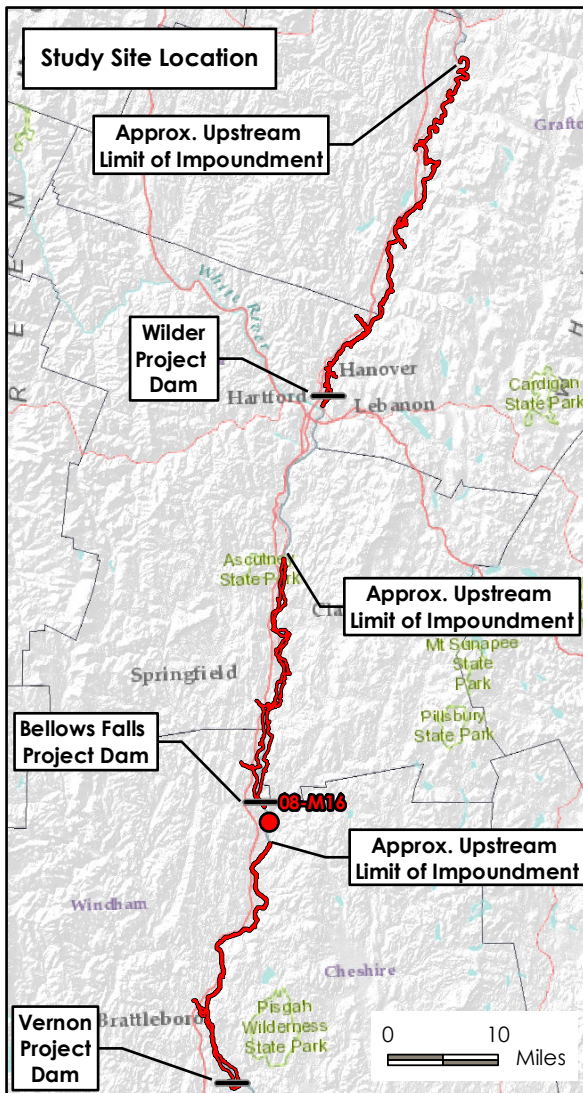 Study Site Location
Approx. Upstream
Limit of Impoundment
Grafto
White
River
Wilder
Project
Dam
Hanover
Hartford
Lebanon
Cardigan
State Park
Ascutney
State Park
Approx. Upstream
Limit of Impoundment
Mt Sunapee
State
Park
Springfield
Pillsbury
State Park
Bellows Falls
Project Dam
08-M16
Approx. Upstream
Limit of Impoundment
Windham
Cheshire
Brattleboro
Pisgah
Wilderness
State Park
Vernon
Project
Dam
0 10
Miles